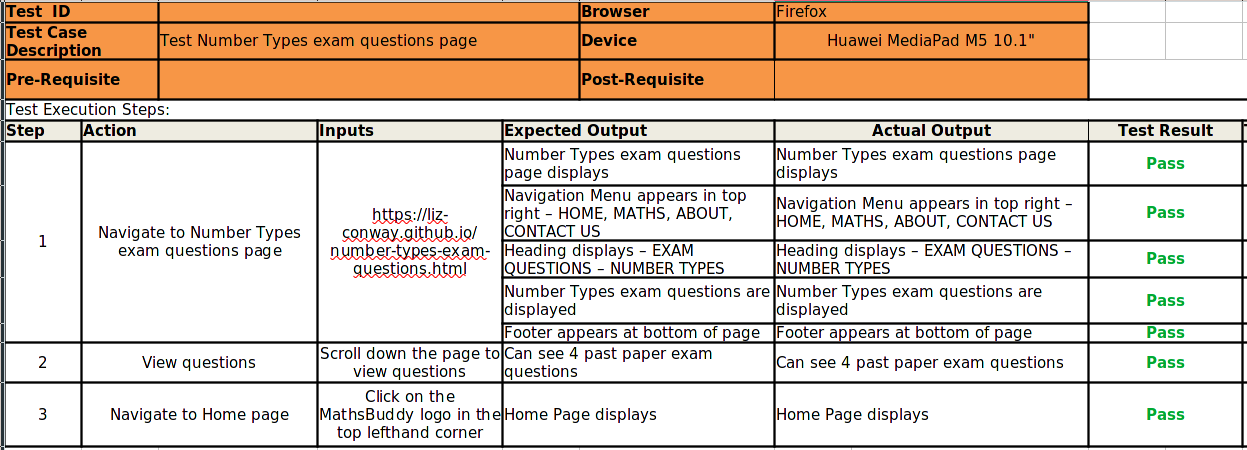 Test ID
Browser
Firefox
Test Case
Description
Test Number Types exam questions page
Device
Huawei MediaPad M5 10.1"
Pre-Requisite
Post-Requisite
Test Execution Steps:
Step
Action
Inputs
Expected Output
Actual Output
Test Result
1
Navigate to Number Types
exam questions page
https://liz-
conway.github.io/
number-types-exam-
questions.html
Number Types exam questions
page displays
Number Types exam questions page
displays
Pass
Navigation Menu appears in top
right – HOME, MATHS, ABOUT,
CONTACT US
Navigation Menu appears in top right –
HOME, MATHS, ABOUT, CONTACT US
Pass
Heading displays – EXAM
QUESTIONS – NUMBER TYPES
Heading displays – EXAM QUESTIONS –
NUMBER TYPES
Pass
Number Types exam questions are
displayed
Number Types exam questions are
displayed
Pass
Footer appears at bottom of page
Footer appears at bottom of page
Pass
2
View questions
Scroll down the page to
view questions
Can see 4 past paper exam
questions
Can see 4 past paper exam questions
Pass
3
Navigate to Home page
Click on the
MathsBuddy logo in the
top lefthand corner
Home Page displays
Home Page displays
Pass